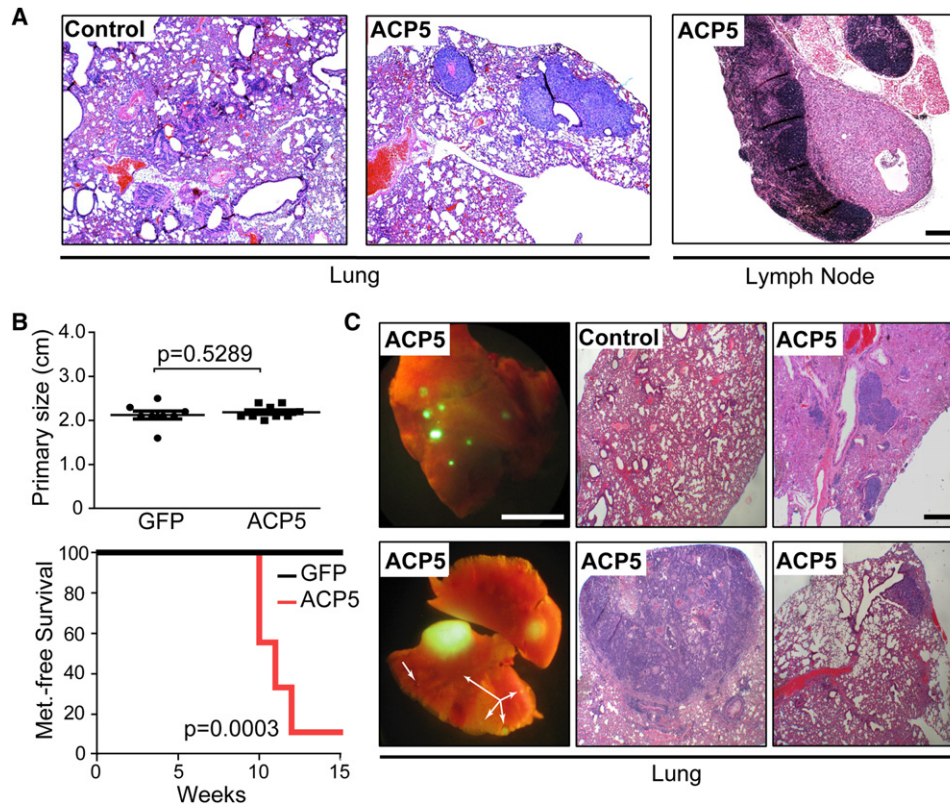 A
Control
ACP5
ACP5
Lung
Lymph Node
B
Primary size (cm)
4.0
3.0
2.0
1.0
0
p=0.5289
GFP
ACP5
Met.-free Survival
100
80
60
40
20
0
GFP
ACP5
p=0.0003
0
5
10
15
Weeks
C
ACP5
Control
ACP5
ACP5
ACP5
ACP5
Lung